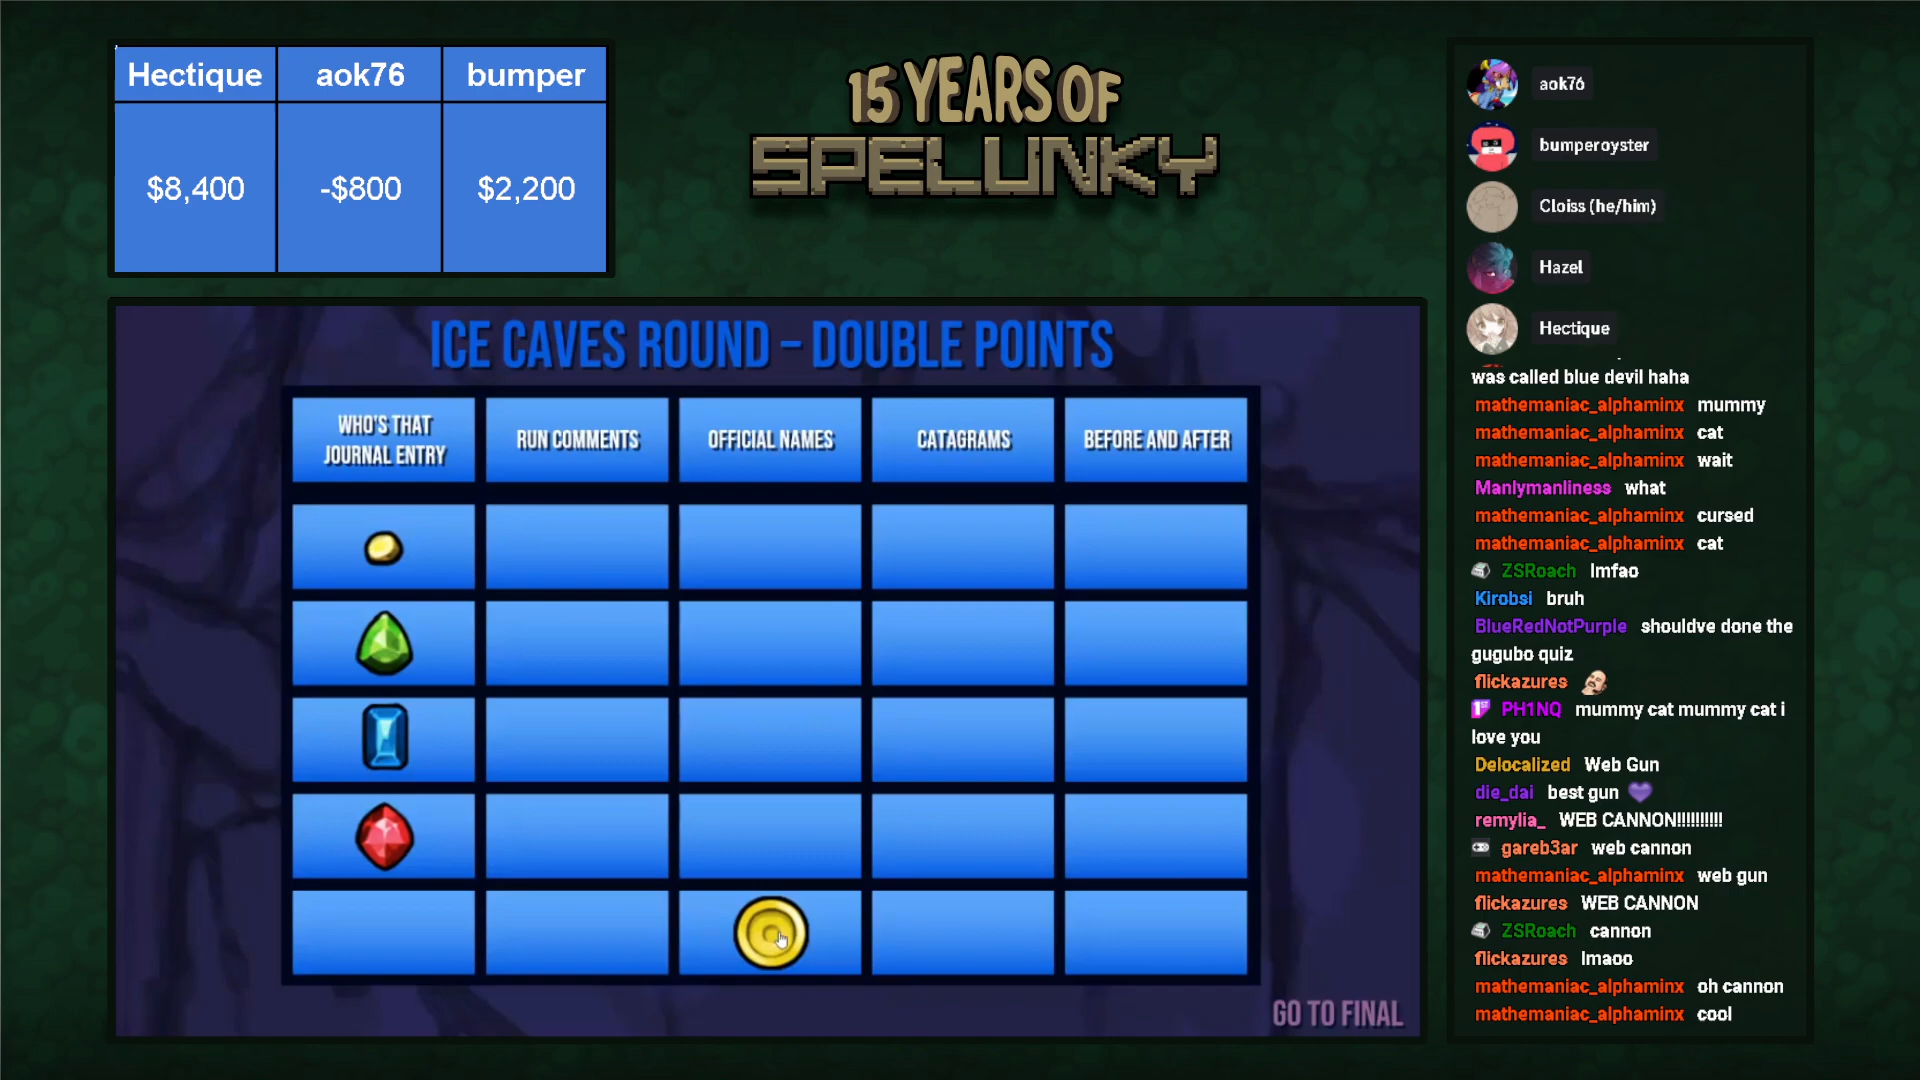 Hectique aok76 bumper
$8,400 -$800 $2,200
15 YEARS OF
SPELUNKY
ICE CAVES ROUND – DOUBLE POINTS
WHO'S THAT
JOURNAL ENTRY
RUN COMMENTS
OFFICIAL NAMES
CATAGRAMS
BEFORE AND AFTER
GO TO FINAL
aok76
bumperoyster
Cloiss (he/him)
Hazel
Hectique
was called blue devil haha
mathemaniac_alphaminx mummy
mathemaniac_alphaminx cat
mathemaniac_alphaminx wait
Manlymanliness what
mathemaniac_alphaminx cursed
mathemaniac_alphaminx cat
ZSRoach lmfao
Kirobsi bruh
BlueRedNotPurple shouldve done the
gugubo quiz
flickazures
1ST PH1NQ mummy cat mummy cat i
love you
Delocalized Web Gun
die_dai best gun
remylia_ WEB CANNON!!!!!!!!!!
gareb3ar web cannon
mathemaniac_alphaminx web gun
flickazures WEB CANNON
ZSRoach cannon
flickazures lmaoo
mathemaniac_alphaminx oh cannon
mathemaniac_alphaminx cool